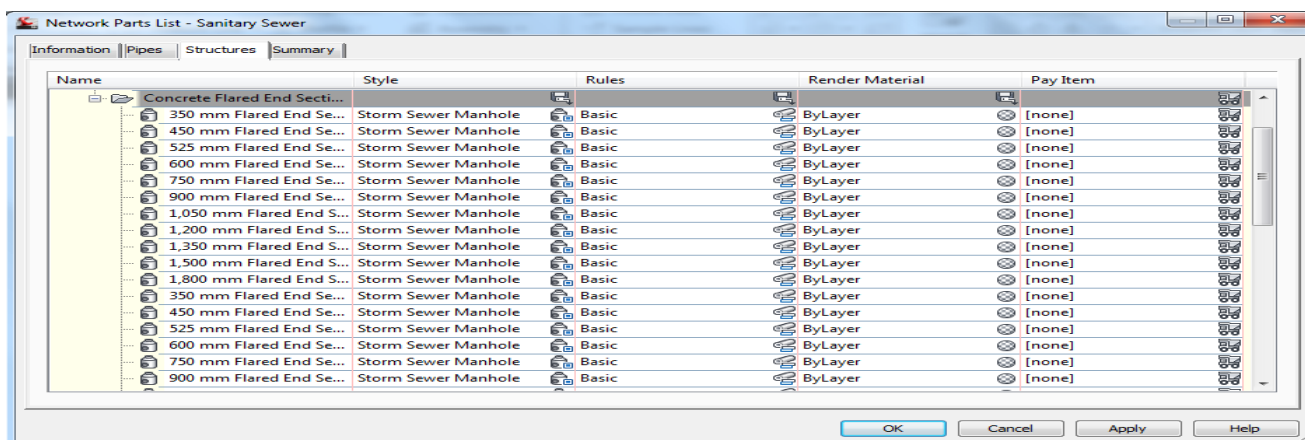 Network Parts List - Sanitary Sewer
Information Pipes Structures Summary
Name Style Rules Render Material Pay Item
Concrete Flared End Secti...
350 mm Flared End Se... Storm Sewer Manhole Basic ByLayer [none]
450 mm Flared End Se... Storm Sewer Manhole Basic ByLayer [none]
525 mm Flared End Se... Storm Sewer Manhole Basic ByLayer [none]
600 mm Flared End Se... Storm Sewer Manhole Basic ByLayer [none]
750 mm Flared End Se... Storm Sewer Manhole Basic ByLayer [none]
900 mm Flared End Se... Storm Sewer Manhole Basic ByLayer [none]
1,050 mm Flared End S... Storm Sewer Manhole Basic ByLayer [none]
1,200 mm Flared End S... Storm Sewer Manhole Basic ByLayer [none]
1,350 mm Flared End S... Storm Sewer Manhole Basic ByLayer [none]
1,500 mm Flared End S... Storm Sewer Manhole Basic ByLayer [none]
1,800 mm Flared End S... Storm Sewer Manhole Basic ByLayer [none]
350 mm Flared End Se... Storm Sewer Manhole Basic ByLayer [none]
450 mm Flared End Se... Storm Sewer Manhole Basic ByLayer [none]
525 mm Flared End Se... Storm Sewer Manhole Basic ByLayer [none]
600 mm Flared End Se... Storm Sewer Manhole Basic ByLayer [none]
750 mm Flared End Se... Storm Sewer Manhole Basic ByLayer [none]
900 mm Flared End Se... Storm Sewer Manhole Basic ByLayer [none]
OK Cancel Apply Help